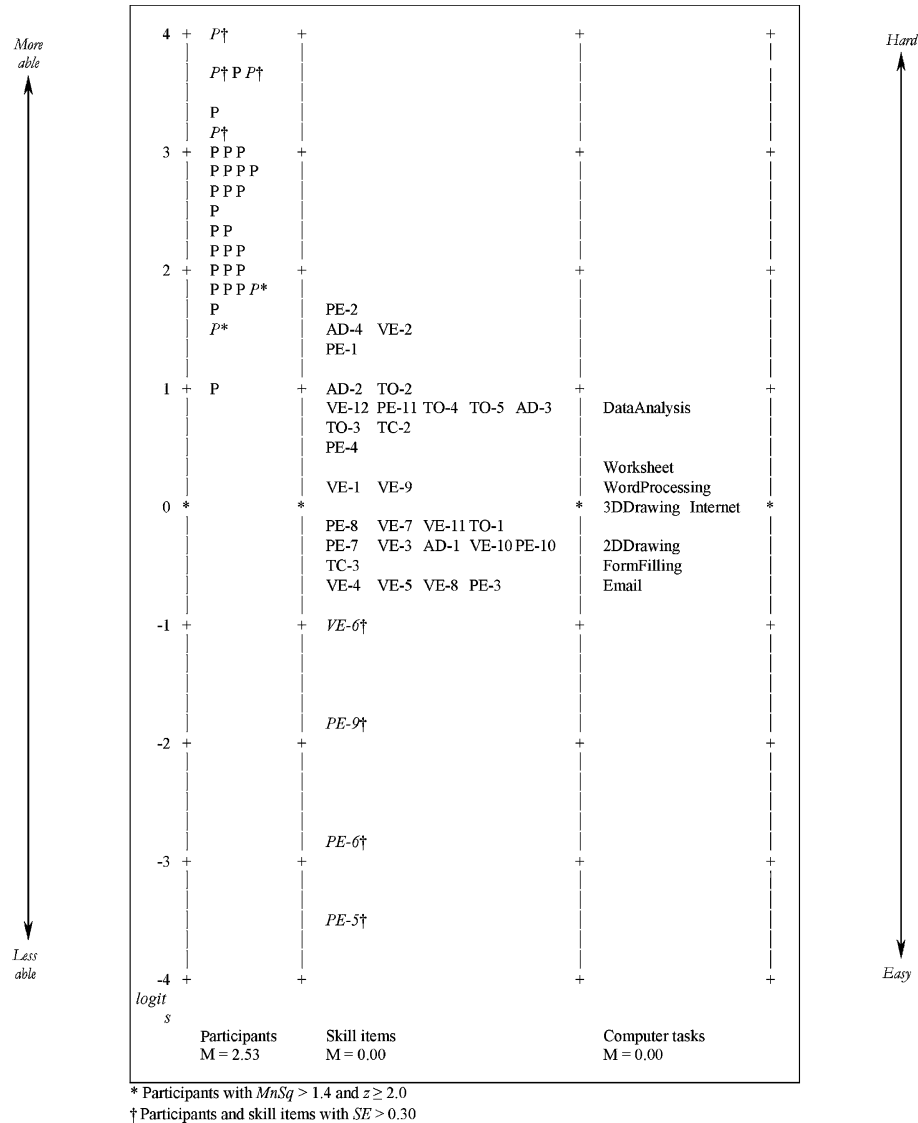 4 + P† + + +
More able
Hard
P† P P†
P
P†
3 + P P P + + +
P P P P
P P P
P
P P
P P P
2 + P P P + + +
P P P P*
P PE-2
P* AD-4 VE-2
PE-1
1 + P + AD-2 TO-2 + +
VE-12 PE-11 TO-4 TO-5 AD-3 DataAnalysis
TO-3 TC-2
PE-4
Worksheet
VE-1 VE-9 WordProcessing
0 * * * 3DDrawing Internet *
PE-8 VE-7 VE-11 TO-1
PE-7 VE-3 AD-1 VE-10 PE-10 2DDrawing
TC-3 FormFilling
VE-4 VE-5 VE-8 PE-3 Email
-1 + + VE-6† + +
PE-9†
-2 + + + +
PE-6†
-3 + + + +
PE-5†
Less able
Easy
-4 + + + +
logit
s
Participants Skill items Computer tasks
M = 2.53 M = 0.00 M = 0.00
* Participants with MnSq > 1.4 and z ≥ 2.0
† Participants and skill items with SE > 0.30